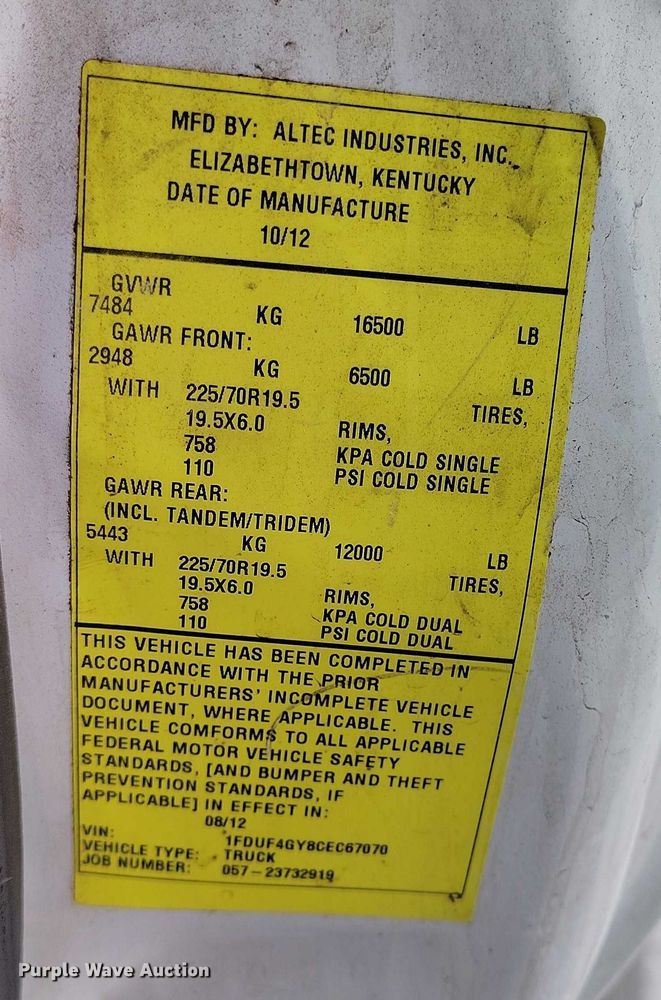 MFD BY: ALTEC INDUSTRIES, INC.
ELIZABETHTOWN, KENTUCKY
DATE OF MANUFACTURE
10/12
GVWR
7484 KG 16500 LB
GAWR FRONT:
2948 KG 6500 LB
WITH 225/70R19.5 TIRES,
19.5X6.0 RIMS,
758 KPA COLD SINGLE
110 PSI COLD SINGLE
GAWR REAR:
(INCL. TANDEM/TRIDEM)
5443 KG 12000 LB
WITH 225/70R19.5 TIRES,
19.5X6.0 RIMS,
758 KPA COLD DUAL
110 PSI COLD DUAL
THIS VEHICLE HAS BEEN COMPLETED IN
ACCORDANCE WITH THE PRIOR
MANUFACTURERS' INCOMPLETE VEHICLE
DOCUMENT, WHERE APPLICABLE. THIS
VEHICLE COMFORMS TO ALL APPLICABLE
FEDERAL MOTOR VEHICLE SAFETY
STANDARDS, [AND BUMPER AND THEFT
PREVENTION STANDARDS, IF
APPLICABLE] IN EFFECT IN:
08/12
VIN: 1FDUF4GY8CEC67070
VEHICLE TYPE: TRUCK
JOB NUMBER: 057-23732919
Purple Wave Auction